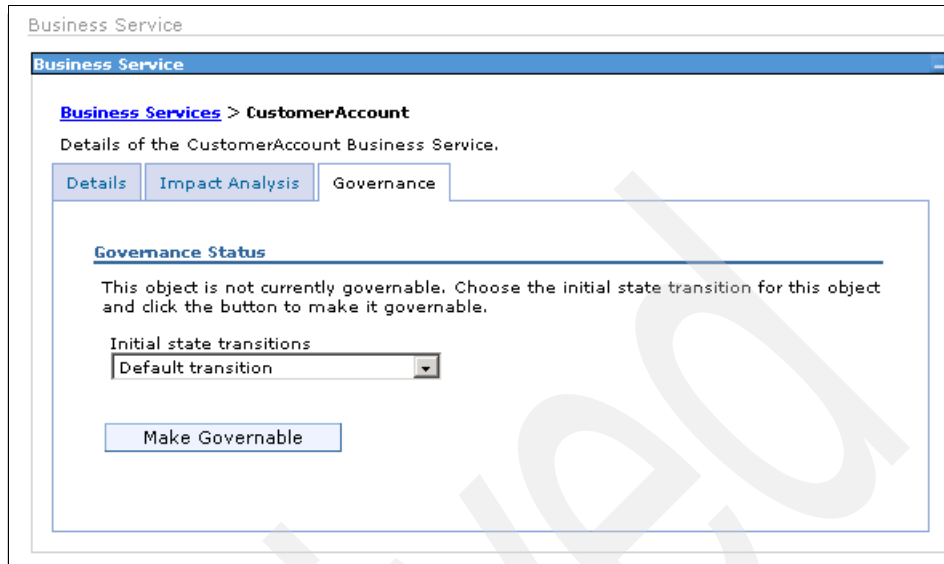 Business Service
Business Service
Business Services > CustomerAccount
Details of the CustomerAccount Business Service.
Details Impact Analysis Governance
Governance Status
This object is not currently governable. Choose the initial state transition for this object
and click the button to make it governable.
Initial state transitions
Default transition
Make Governable